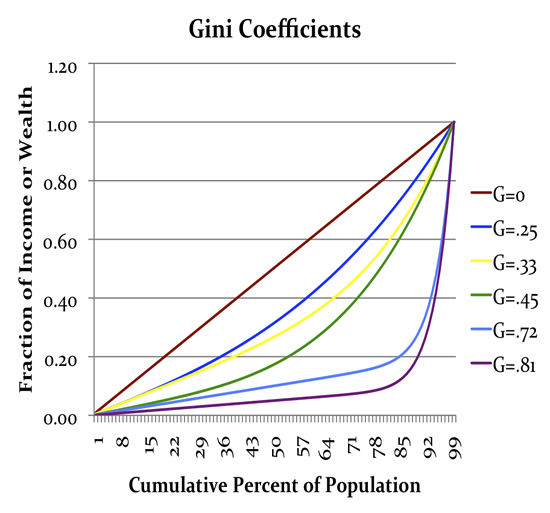 Gini Coefficients
Fraction of Income or Wealth
1.20
1.00
0.80
0.60
0.40
0.20
0.00
1 8 15 22 29 36 43 50 57 64 71 78 85 92 99
Cumulative Percent of Population
G=0
G=.25
G=.33
G=.45
G=.72
G=.81